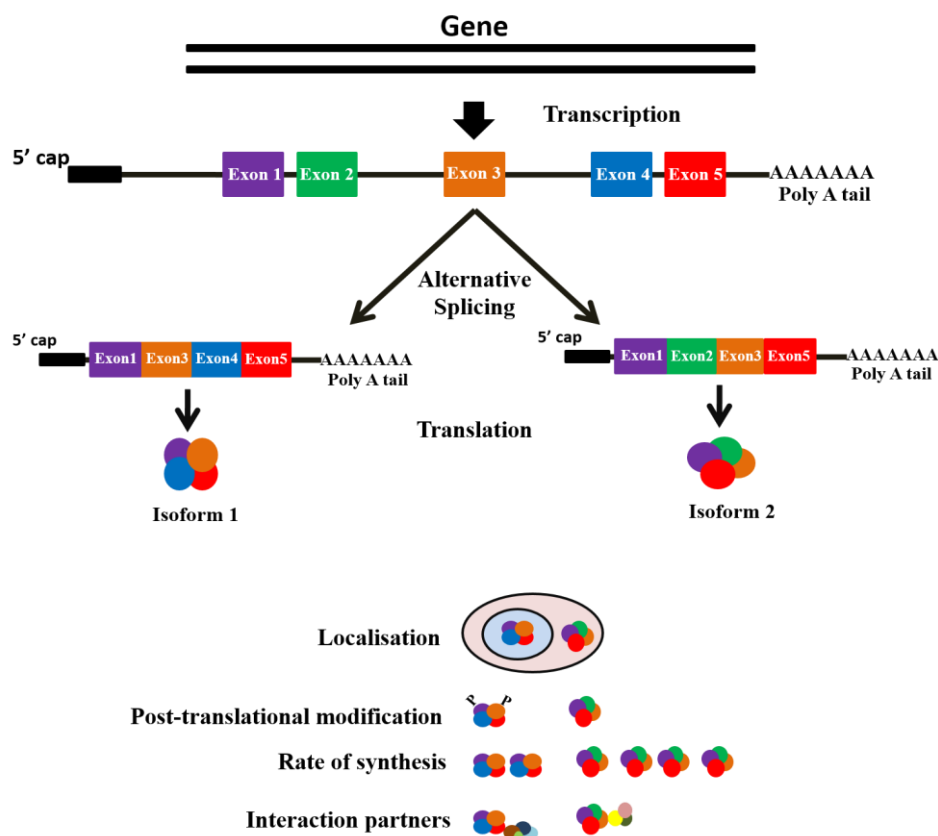 Gene
Transcription
5' cap
Exon 1
Exon 2
Exon 3
Exon 4
Exon 5
AAAAAAA
Poly A tail
Alternative
Splicing
5' cap
Exon1
Exon3
Exon4
Exon5
AAAAAAA
Poly A tail
5' cap
Exon1
Exon2
Exon3
Exon5
AAAAAAA
Poly A tail
Translation
Isoform 1
Isoform 2
Localisation
P P
Post-translational modification
Rate of synthesis
Interaction partners